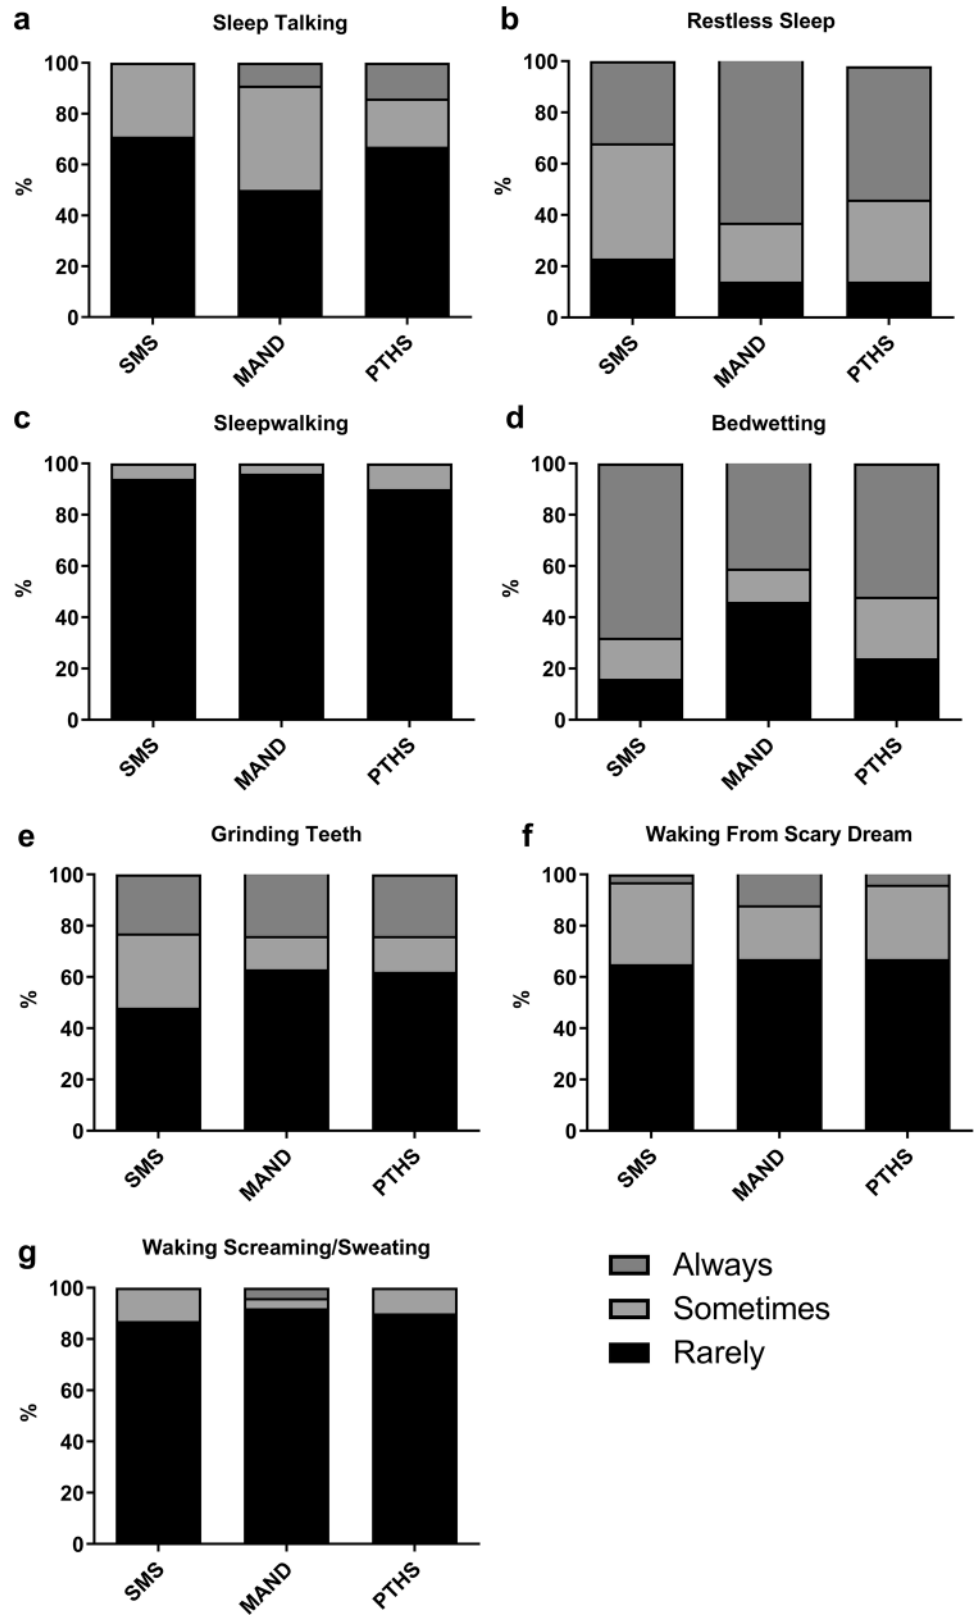 a
Sleep Talking
100
80
60
40
20
0
%
SMS
MAND
PTHS
b
Restless Sleep
100
80
60
40
20
0
%
SMS
MAND
PTHS
c
Sleepwalking
100
80
60
40
20
0
%
SMS
MAND
PTHS
d
Bedwetting
100
80
60
40
20
0
%
SMS
MAND
PTHS
e
Grinding Teeth
100
80
60
40
20
0
%
SMS
MAND
PTHS
f
Waking From Scary Dream
100
80
60
40
20
0
%
SMS
MAND
PTHS
g
Waking Screaming/Sweating
100
80
60
40
20
0
%
SMS
MAND
PTHS
Always
Sometimes
Rarely